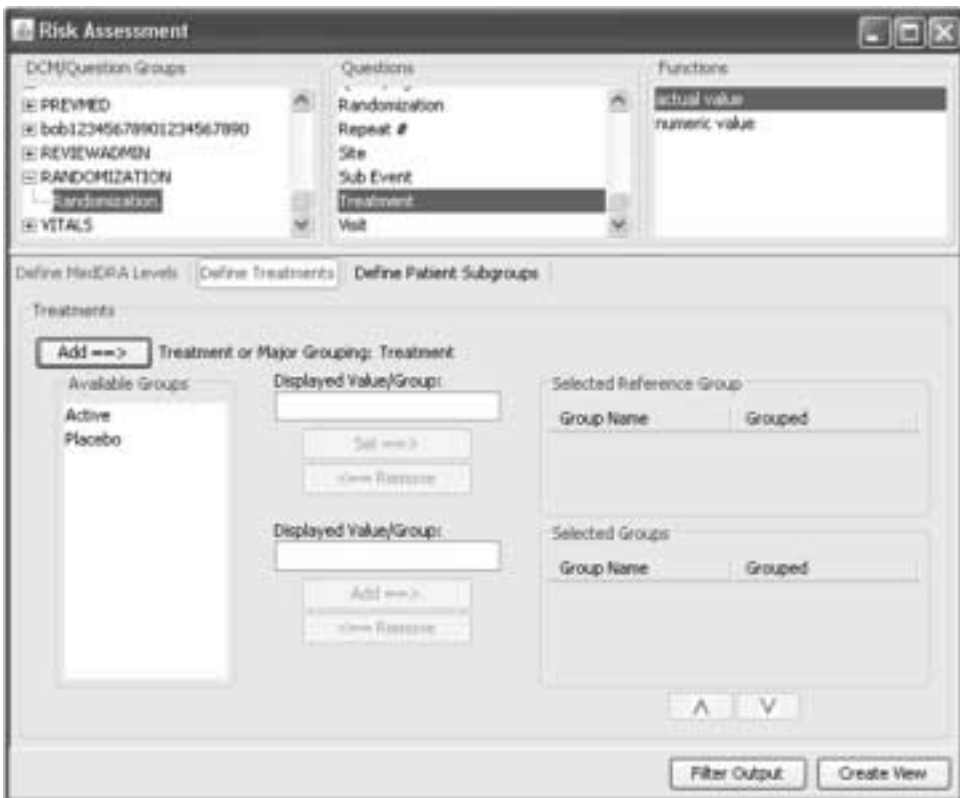 Risk Assessment
DCM/Question Groups
PREVMED
bob12345678901234567890
REVIEWADMIN
RANDOMIZATION
Randomization
VITALS
Questions
Randomization
Repeat #
Site
Sub Event
Treatment
Visit
Functions
actual value
numeric value
Define MedDRA Levels Define Treatments Define Patient Subgroups
Treatments
Add ==> Treatment or Major Grouping: Treatment
Available Groups
Active
Placebo
Displayed Value/Group:
Set ==>
<== Remove
Selected Reference Group
Group Name Grouped
Displayed Value/Group:
Add ==>
<== Remove
Selected Groups
Group Name Grouped
Filter Output Create View